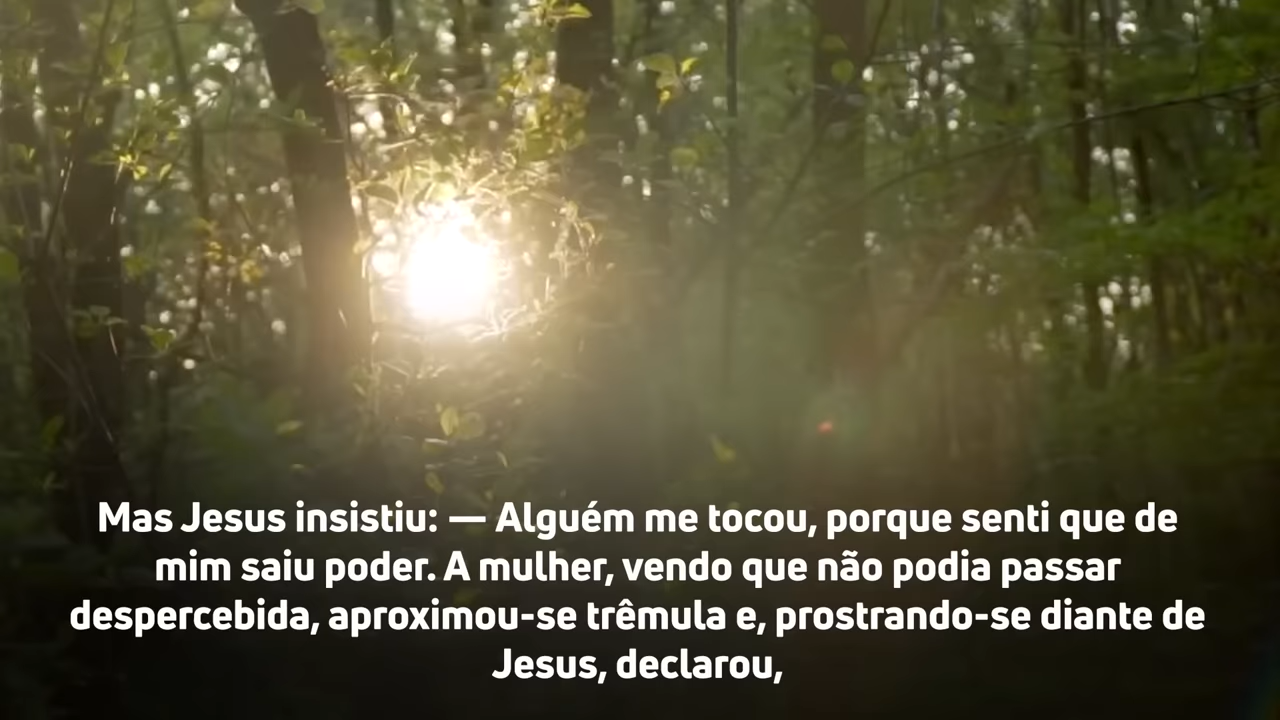 Mas Jesus insistiu: — Alguém me tocou, porque senti que de
mim saiu poder. A mulher, vendo que não podia passar
despercebida, aproximou-se trêmula e, prostrando-se diante de
Jesus, declarou,